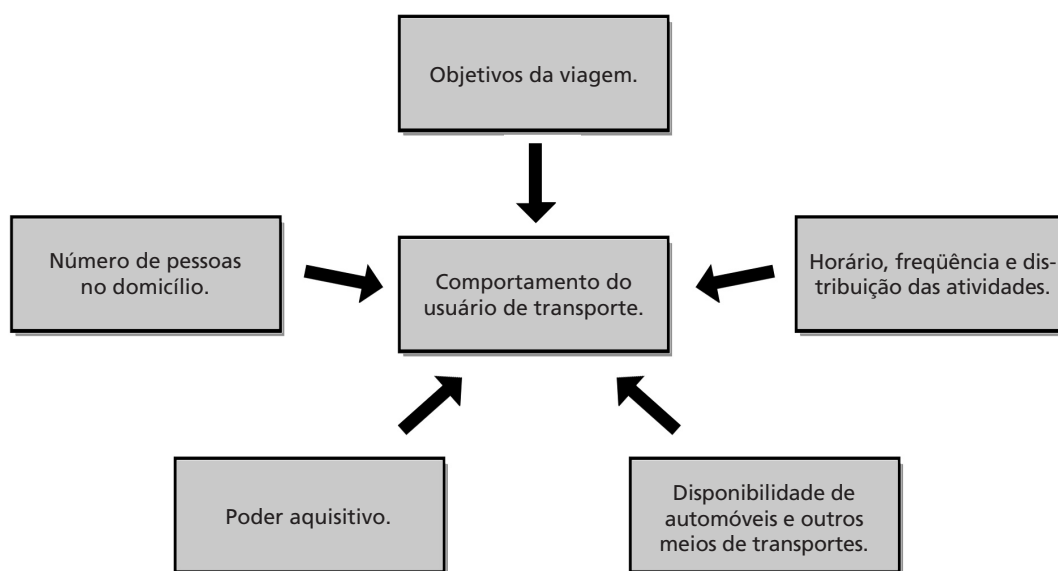 Objetivos da viagem.
Número de pessoas
no domicílio.
Comportamento do
usuário de transporte.
Horário, freqüência e dis-
tribuição das atividades.
Poder aquisitivo.
Disponibilidade de
automóveis e outros
meios de transportes.